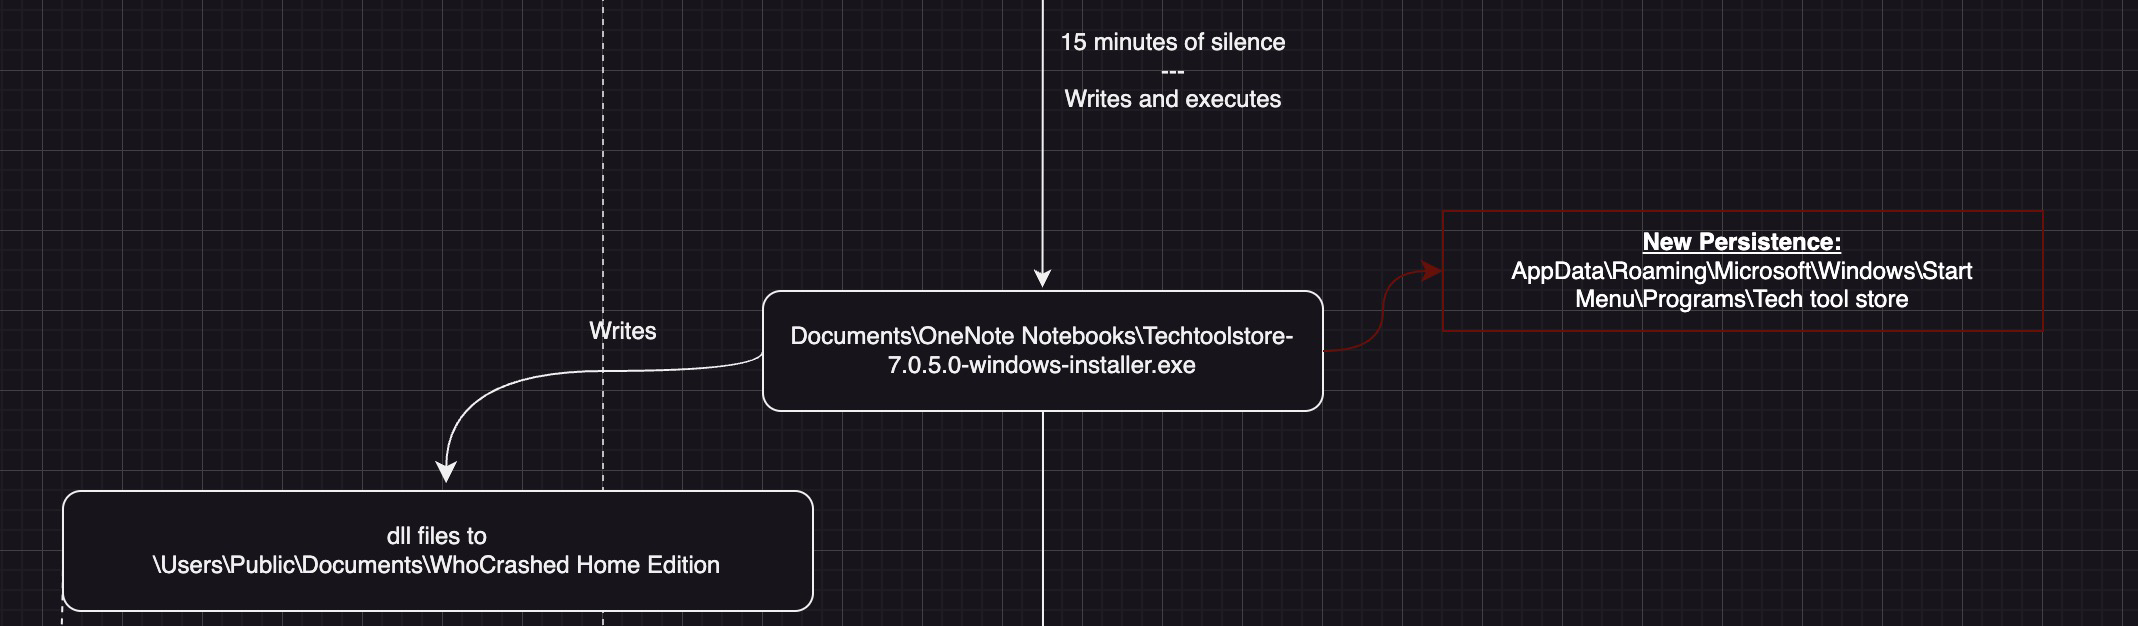 15 minutes of silence
---
Writes and executes
New Persistence:
AppData\Roaming\Microsoft\Windows\Start
Menu\Programs\Tech tool store
Writes
Documents\OneNote Notebooks\Techtoolstore-
7.0.5.0-windows-installer.exe
dll files to
\Users\Public\Documents\WhoCrashed Home Edition